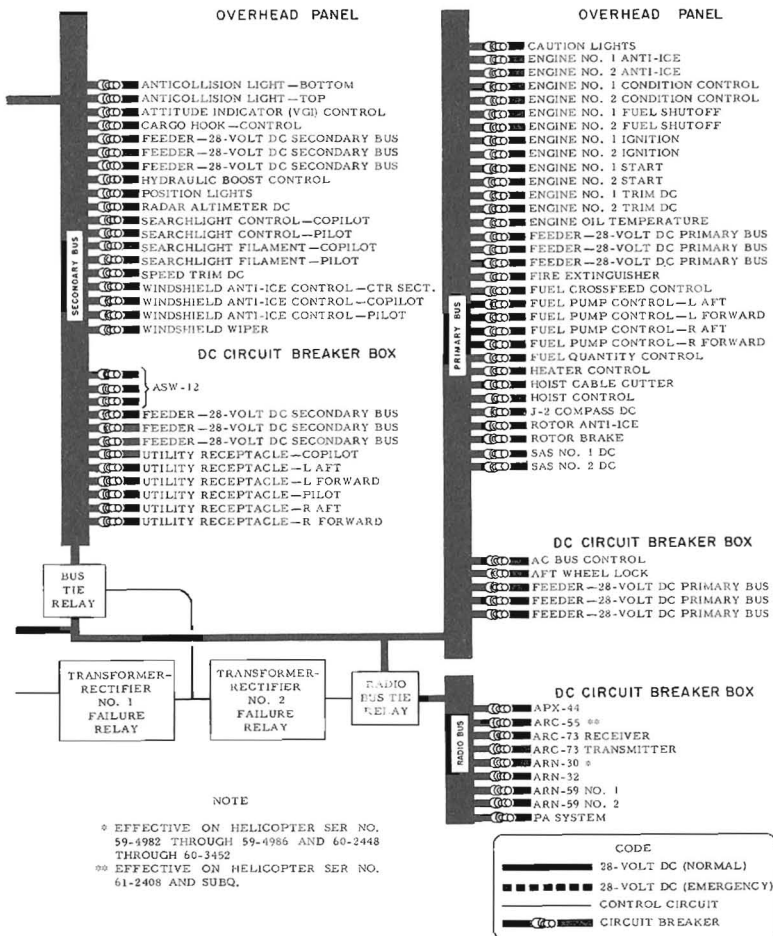 OVERHEAD PANEL
ANTICOLLISION LIGHT—BOTTOM
ANTICOLLISION LIGHT—TOP
ATTITUDE INDICATOR (VGI) CONTROL
CARGO HOOK—CONTROL
FEEDER—28-VOLT DC SECONDARY BUS
FEEDER—28-VOLT DC SECONDARY BUS
FEEDER—28-VOLT DC SECONDARY BUS
HYDRAULIC BOOST CONTROL
POSITION LIGHTS
RADAR ALTIMETER DC
SEARCHLIGHT CONTROL—COPILOT
SEARCHLIGHT CONTROL—PILOT
SEARCHLIGHT FILAMENT—COPILOT
SEARCHLIGHT FILAMENT—PILOT
SPEED TRIM DC
WINDSHIELD ANTI-ICE CONTROL—CTR SECT.
WINDSHIELD ANTI-ICE CONTROL—COPILOT
WINDSHIELD ANTI-ICE CONTROL—PILOT
WINDSHIELD WIPER
SECONDARY BUS
DC CIRCUIT BREAKER BOX
ASW-12
FEEDER—28-VOLT DC SECONDARY BUS
FEEDER—28-VOLT DC SECONDARY BUS
FEEDER—28-VOLT DC SECONDARY BUS
UTILITY RECEPTACLE—COPILOT
UTILITY RECEPTACLE—L AFT
UTILITY RECEPTACLE—L FORWARD
UTILITY RECEPTACLE—PILOT
UTILITY RECEPTACLE—R AFT
UTILITY RECEPTACLE—R FORWARD
OVERHEAD PANEL
CAUTION LIGHTS
ENGINE NO. 1 ANTI-ICE
ENGINE NO. 2 ANTI-ICE
ENGINE NO. 1 CONDITION CONTROL
ENGINE NO. 2 CONDITION CONTROL
ENGINE NO. 1 FUEL SHUTOFF
ENGINE NO. 2 FUEL SHUTOFF
ENGINE NO. 1 IGNITION
ENGINE NO. 2 IGNITION
ENGINE NO. 1 START
ENGINE NO. 2 START
ENGINE NO. 1 TRIM DC
ENGINE NO. 2 TRIM DC
ENGINE OIL TEMPERATURE
FEEDER—28-VOLT DC PRIMARY BUS
FEEDER—28-VOLT DC PRIMARY BUS
FEEDER—28-VOLT DC PRIMARY BUS
FIRE EXTINGUISHER
FUEL CROSSFEED CONTROL
FUEL PUMP CONTROL—L AFT
FUEL PUMP CONTROL—L FORWARD
FUEL PUMP CONTROL—R AFT
FUEL PUMP CONTROL—R FORWARD
FUEL QUANTITY CONTROL
HEATER CONTROL
HOIST CABLE CUTTER
HOIST CONTROL
J-2 COMPASS DC
ROTOR ANTI-ICE
ROTOR BRAKE
SAS NO. 1 DC
SAS NO. 2 DC
PRIMARY BUS
DC CIRCUIT BREAKER BOX
AC BUS CONTROL
AFT WHEEL LOCK
FEEDER—28-VOLT DC PRIMARY BUS
FEEDER—28-VOLT DC PRIMARY BUS
FEEDER—28-VOLT DC PRIMARY BUS
BUS
TIE
RELAY
TRANSFORMER-
RECTIFIER
NO. 1
FAILURE
RELAY
TRANSFORMER-
RECTIFIER
NO. 2
FAILURE
RELAY
RADIO
BUS TIE
RELAY
RADIO BUS
DC CIRCUIT BREAKER BOX
APX-44
ARC-55 **
ARC-73 RECEIVER
ARC-73 TRANSMITTER
ARN-30 *
ARN-32
ARN-59 NO. 1
ARN-59 NO. 2
PA SYSTEM
NOTE
* EFFECTIVE ON HELICOPTER SER NO.
59-4982 THROUGH 59-4986 AND 60-2448
THROUGH 60-3452
** EFFECTIVE ON HELICOPTER SER NO.
61-2408 AND SUBQ.
CODE
28-VOLT DC (NORMAL)
28-VOLT DC (EMERGENCY)
CONTROL CIRCUIT
CIRCUIT BREAKER